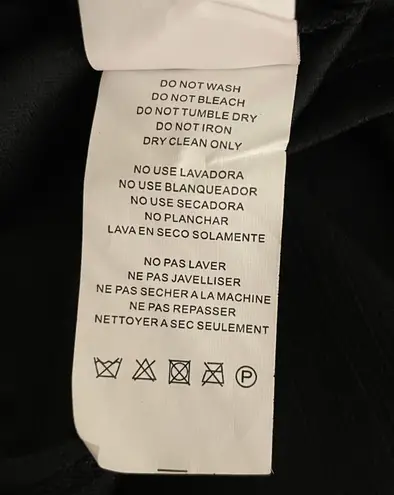 DO NOT WASH
DO NOT BLEACH
DO NOT TUMBLE DRY
DO NOT IRON
DRY CLEAN ONLY
NO USE LAVADORA
NO USE BLANQUEADOR
NO USE SECADORA
NO PLANCHAR
LAVA EN SECO SOLAMENTE
NO PAS LAVER
NE PAS JAVELLISER
NE PAS SECHER A LA MACHINE
NE PAS REPASSER
NETTOYER A SEC SEULEMENT
P